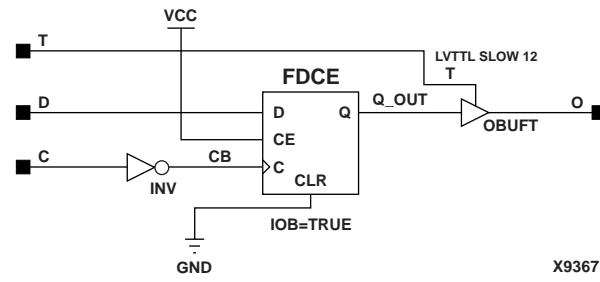 VCC
T
LVTTL SLOW 12
T
FDCE
D
D
Q
Q_OUT
O
CE
OBUFT
C
CB
C
INV
CLR
IOB=TRUE
GND
X9367